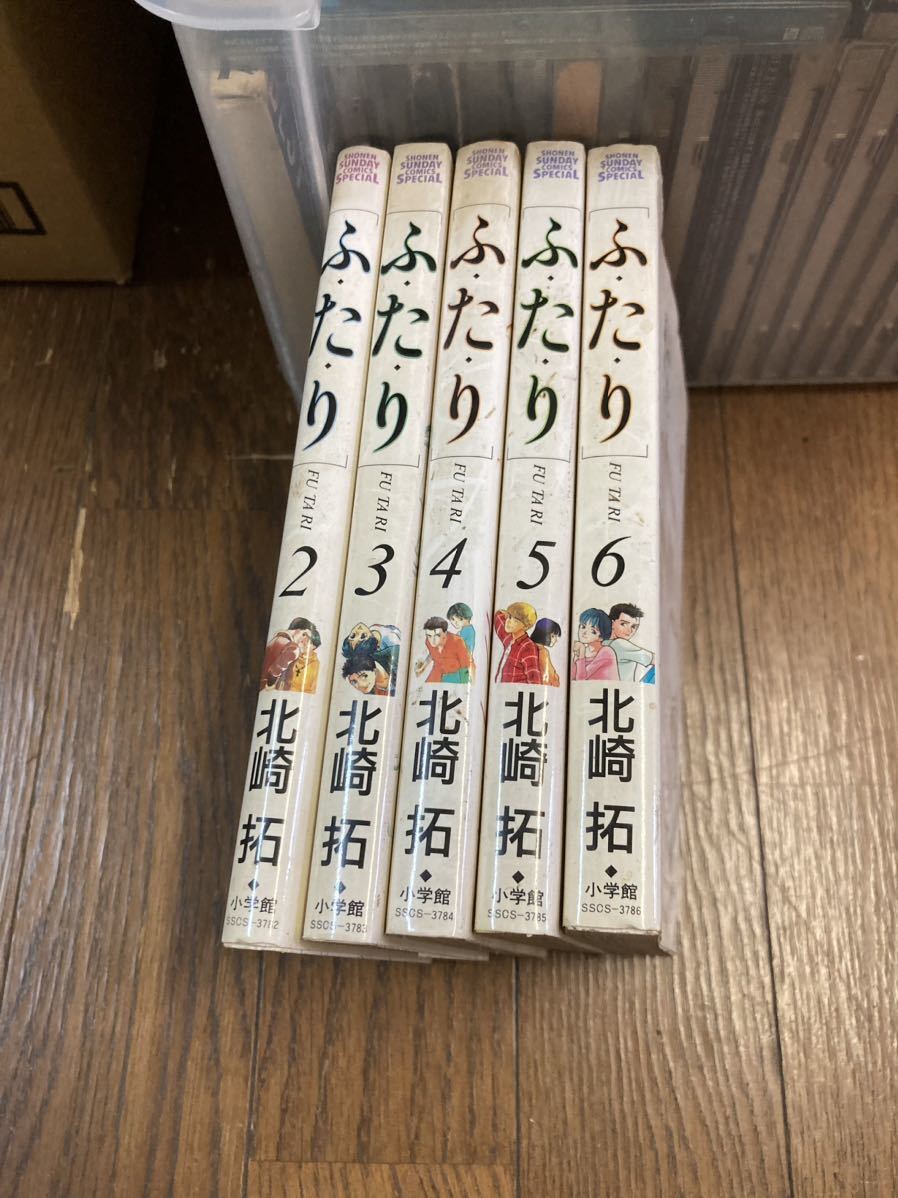 SHONEN
SUNDAY
COMICS
SPECIAL
ふ・た・り
FU TA RI
2
北崎 拓
小学館
SSCS-3782
SHONEN
SUNDAY
COMICS
SPECIAL
ふ・た・り
FU TA RI
3
北崎 拓
小学館
SSCS-3783
SHONEN
SUNDAY
COMICS
SPECIAL
ふ・た・り
FU TA RI
4
北崎 拓
小学館
SSCS-3784
SHONEN
SUNDAY
COMICS
SPECIAL
ふ・た・り
FU TA RI
5
北崎 拓
小学館
SSCS-3785
SHONEN
SUNDAY
COMICS
SPECIAL
ふ・た・り
FU TA RI
6
北崎 拓
小学館
SSCS-3786